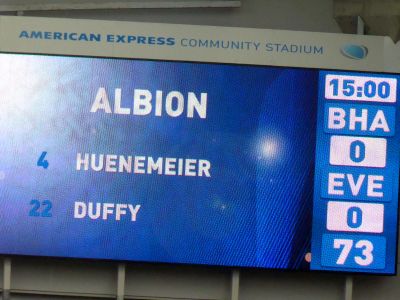 AMERICAN EXPRESS COMMUNITY STADIUM
ALBION
4 HUENEMEIER
22 DUFFY
15:00
BHA
0
EVE
0
73